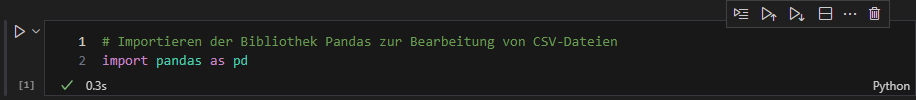 1 # Importieren der Bibliothek Pandas zur Bearbeitung von CSV-Dateien
2 import pandas as pd
[1] 0.3s Python